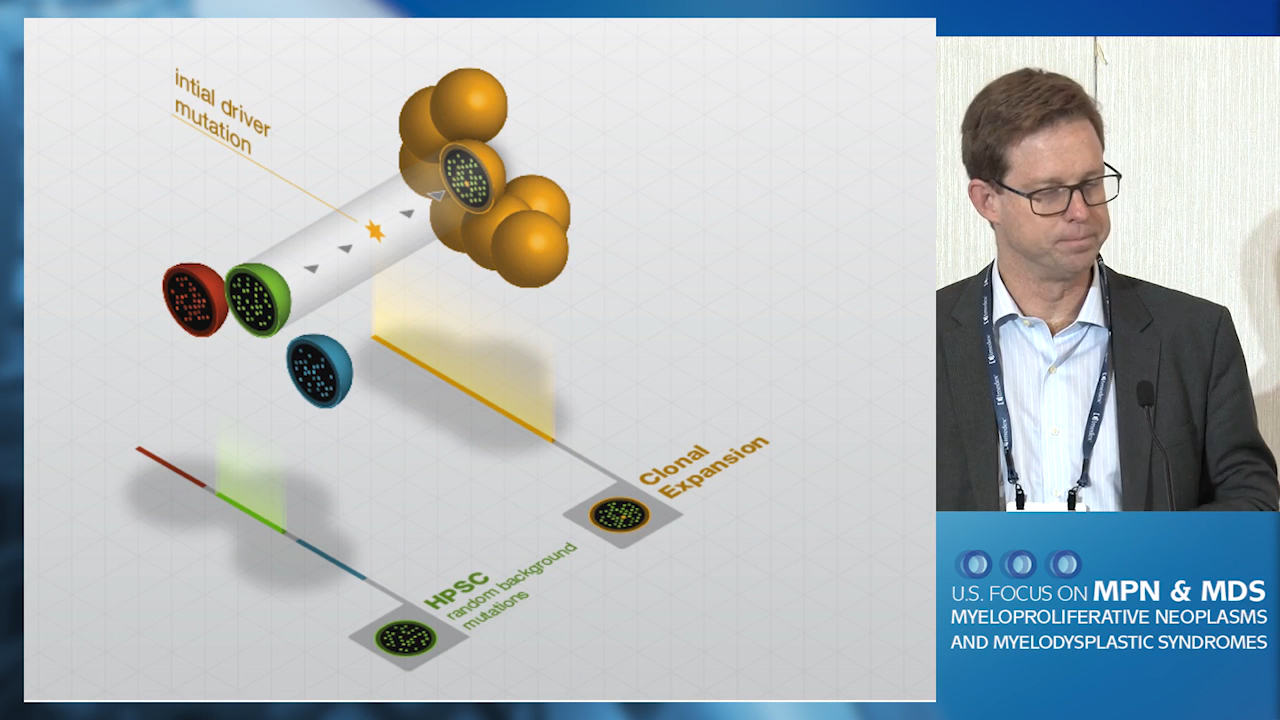 intial driver
mutation
Clonal
Expansion
HPSC
random background
mutations
U.S. FOCUS ON MPN & MDS
MYELOPROLIFERATIVE NEOPLASMS
AND MYELODYSPLASTIC SYNDROMES